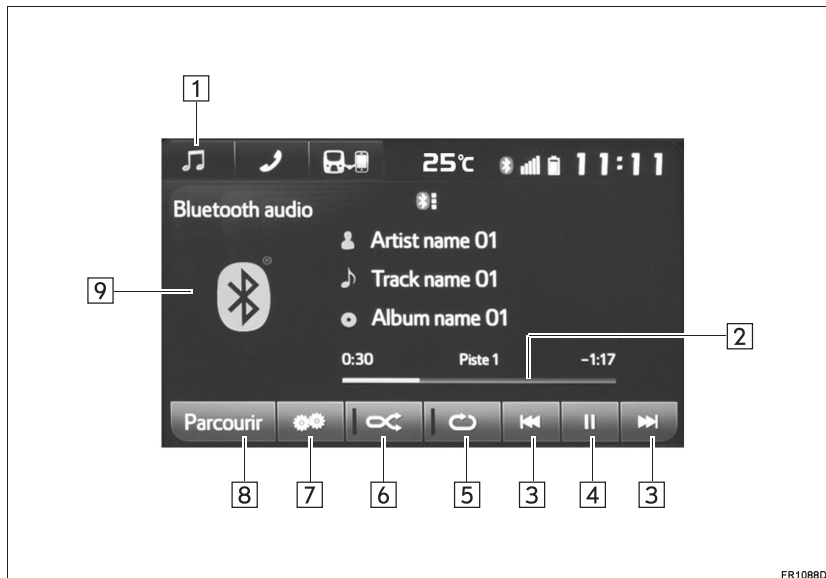 1
25℃ 11:11
Bluetooth audio
®
Artist name 01
Track name 01
9
Album name 01
2
0:30 Piste 1 -1:17
Parcourir
8 7 6 5 3 4 3
FR1088D